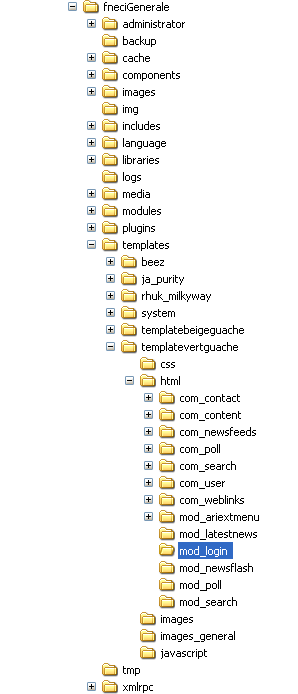 fneciGenerale
administrator
backup
cache
components
images
img
includes
language
libraries
logs
media
modules
plugins
templates
beez
ja_purity
rhuk_milkyway
system
templatebeigeguache
templatevertguache
css
html
com_contact
com_content
com_newsfeeds
com_poll
com_search
com_user
com_weblinks
mod_ariextmenu
mod_latestnews
mod_login
mod_newsflash
mod_poll
mod_search
images
images_general
javascript
tmp
xmlrpc